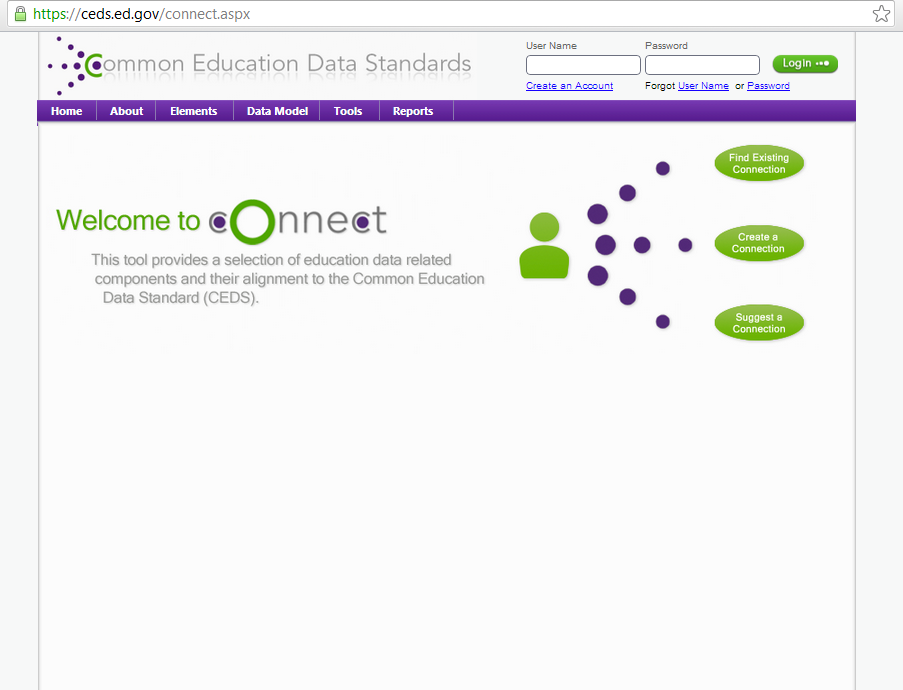 https://ceds.ed.gov/connect.aspx
Common Education Data Standards
User Name
Password
Login
Create an Account
Forgot User Name or Password
Home
About
Elements
Data Model
Tools
Reports
Welcome to cOnnect
This tool provides a selection of education data related
components and their alignment to the Common Education
Data Standard (CEDS).
Find Existing
Connection
Create a
Connection
Suggest a
Connection